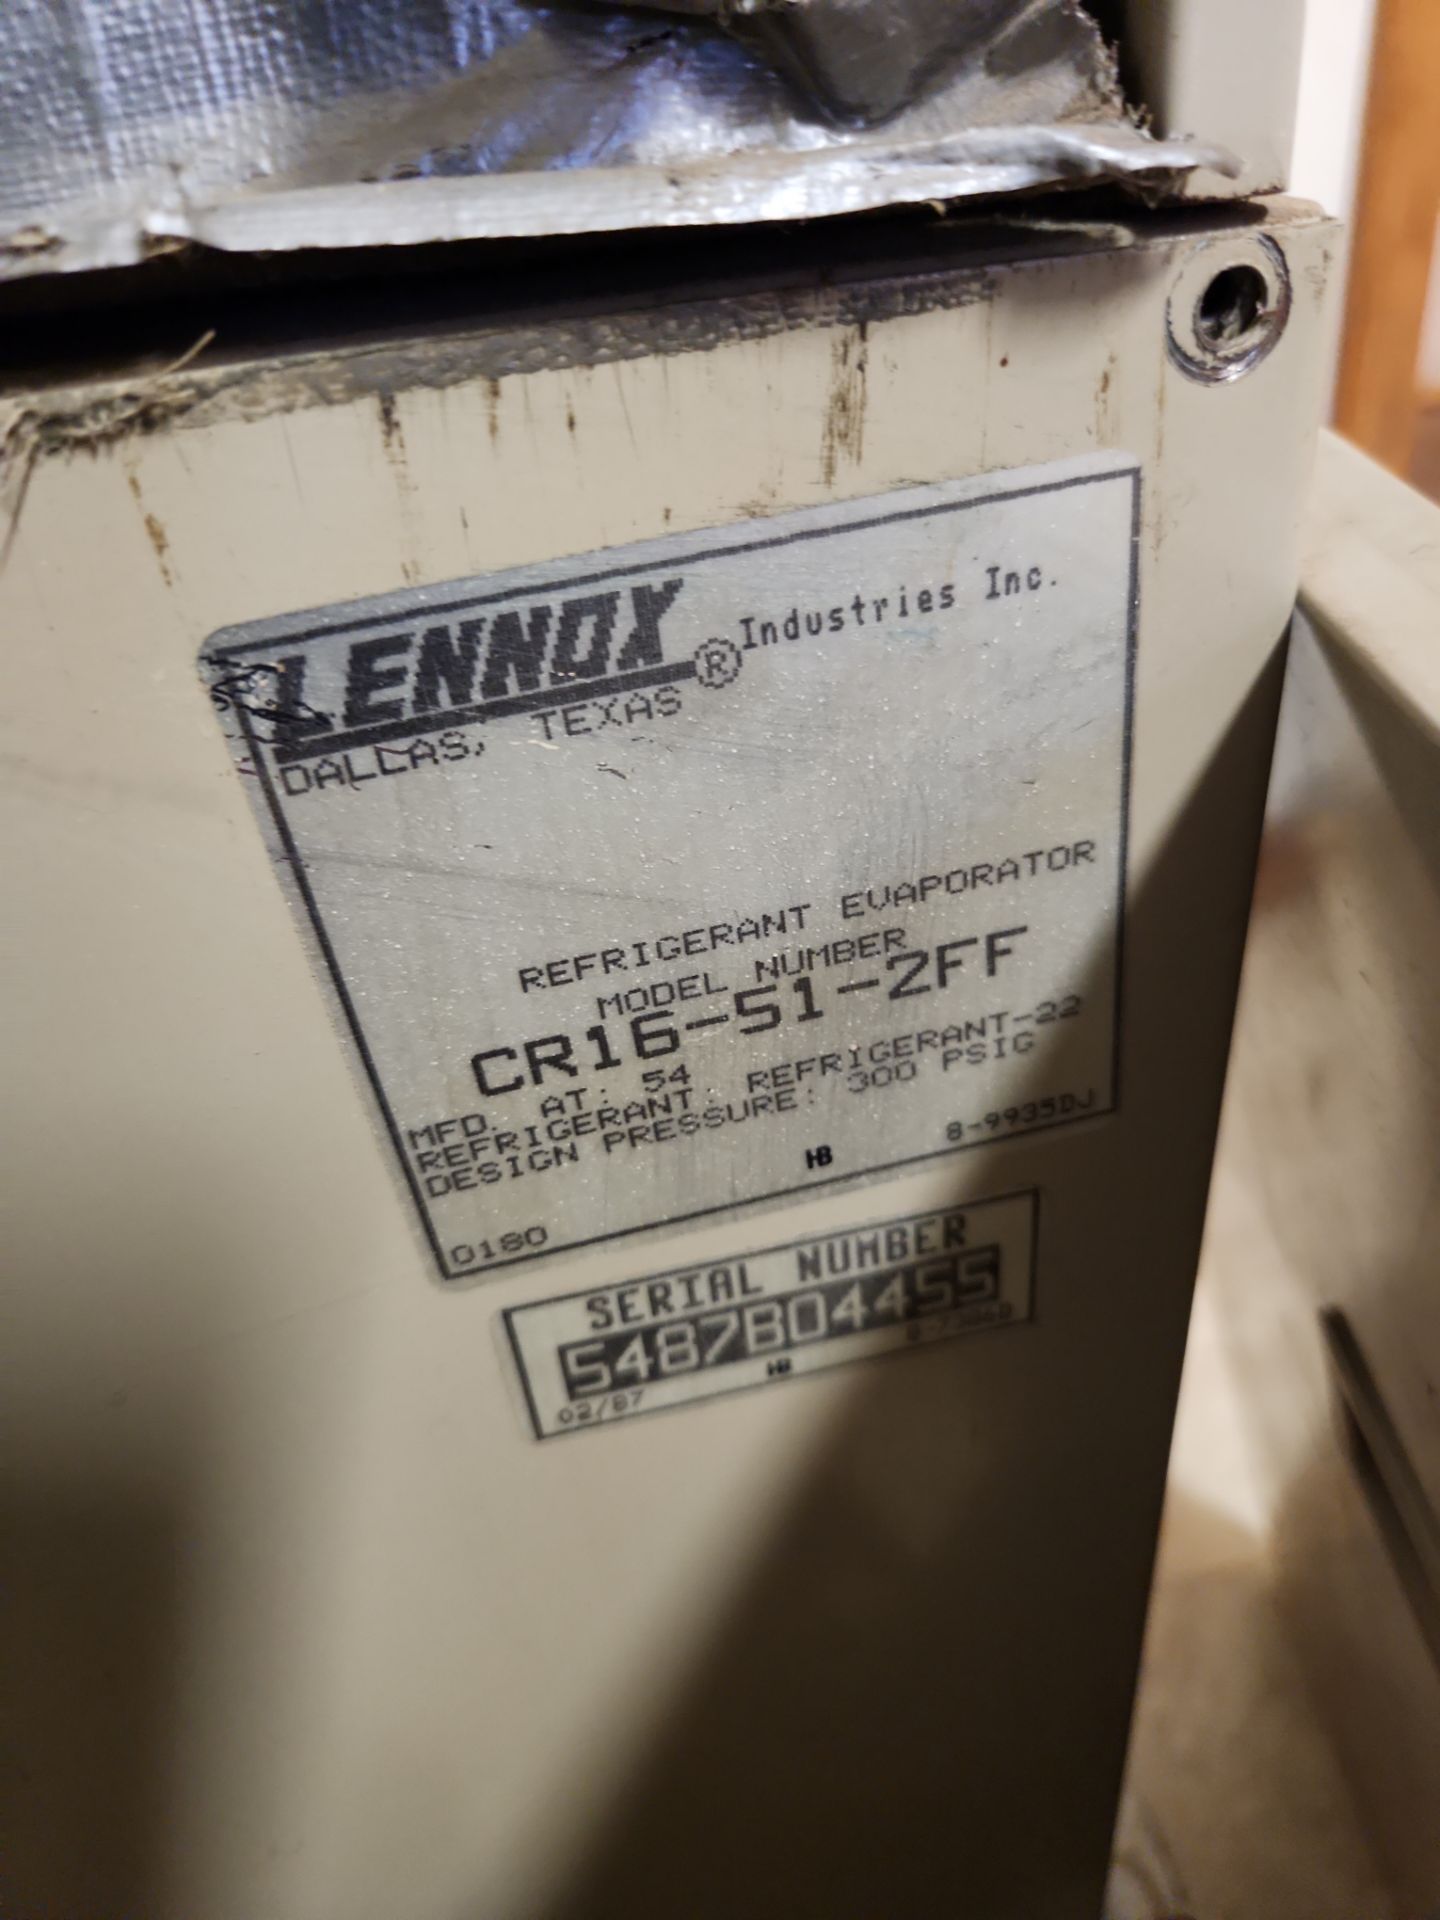 LENNOX ® Industries Inc.
DALLAS, TEXAS
REFRIGERANT EVAPORATOR
MODEL NUMBER
CR16-51-2FF
MFD. AT: 54
REFRIGERANT: REFRIGERANT-22
DESIGN PRESSURE: 300 PSIG
HB 8-9935DJ
0180
SERIAL NUMBER
5487B04455
HB
02/87